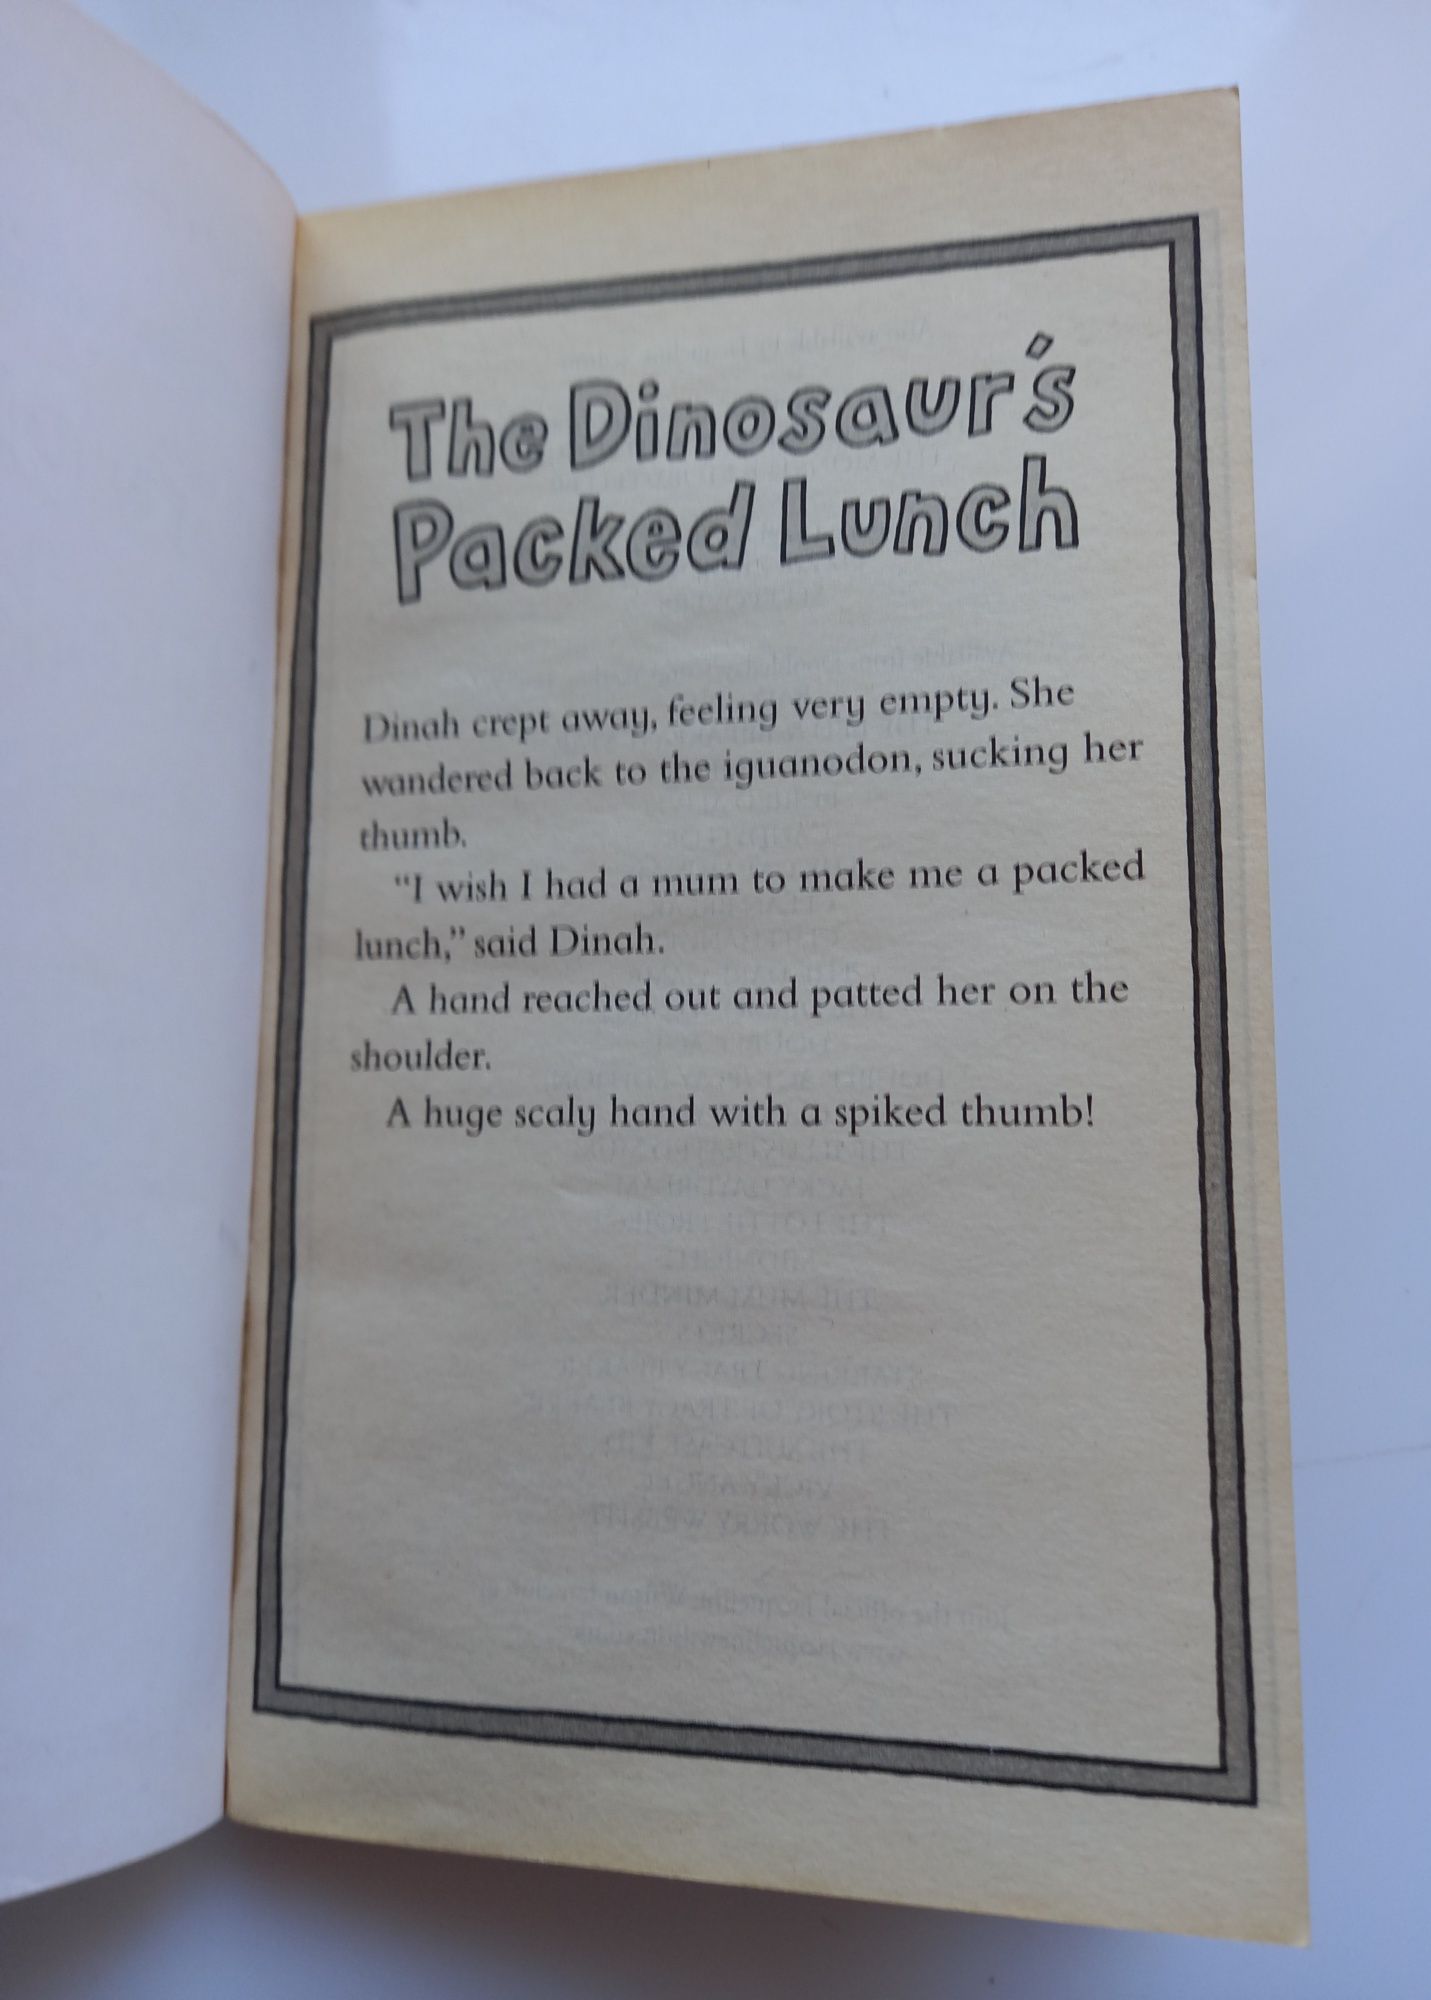 The Dinosaur's
Packed Lunch
Dinah crept away, feeling very empty. She
wandered back to the iguanodon, sucking her
thumb.
“I wish I had a mum to make me a packed
lunch,” said Dinah.
A hand reached out and patted her on the
shoulder.
A huge scaly hand with a spiked thumb!